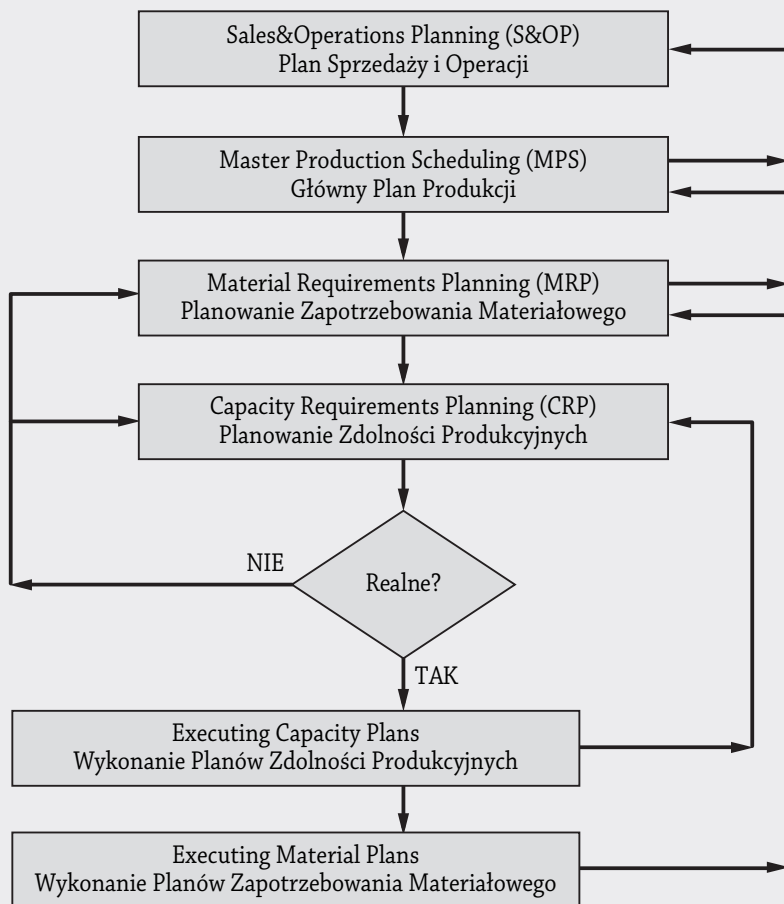 Sales&Operations Planning (S&OP)
Plan Sprzedaży i Operacji
Master Production Scheduling (MPS)
Główny Plan Produkcji
Material Requirements Planning (MRP)
Planowanie Zapotrzebowania Materiałowego
Capacity Requirements Planning (CRP)
Planowanie Zdolności Produkcyjnych
NIE
Realne?
TAK
Executing Capacity Plans
Wykonanie Planów Zdolności Produkcyjnych
Executing Material Plans
Wykonanie Planów Zapotrzebowania Materiałowego